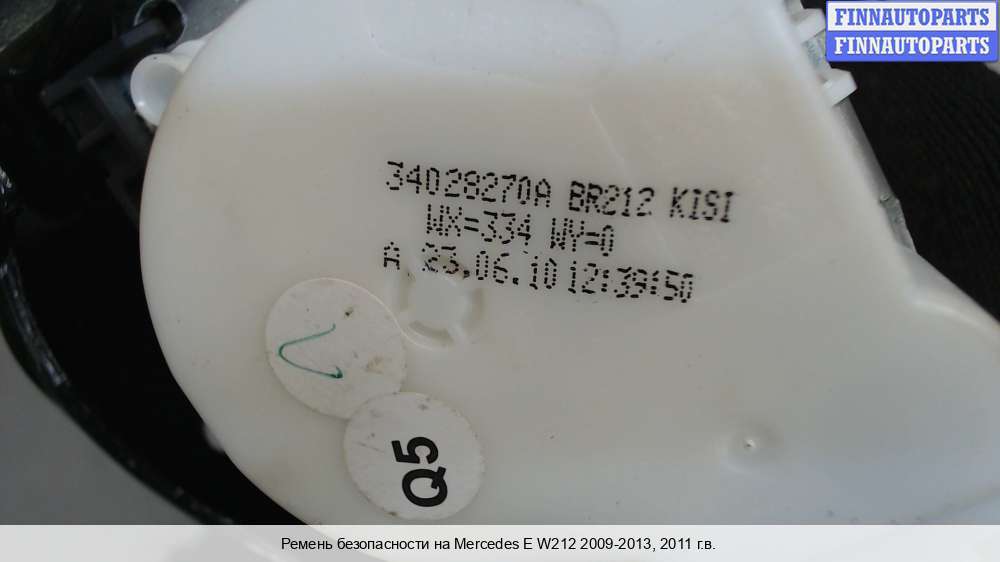 FINNAUTOPARTS
FINNAUTOPARTS
34028270A BR212 KISI
WX=334 WY=0
A 23.06.10 12:39:50
Q5
Ремень безопасности на Mercedes E W212 2009-2013, 2011 г.в.